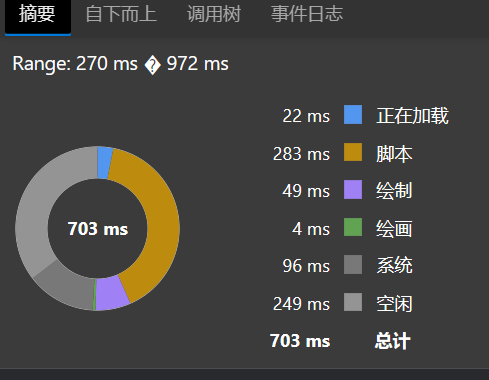 摘要 自下而上 调用树 事件日志
Range: 270 ms � 972 ms
22 ms 正在加载
283 ms 脚本
49 ms 绘制
703 ms
4 ms 绘画
96 ms 系统
249 ms 空闲
703 ms 总计